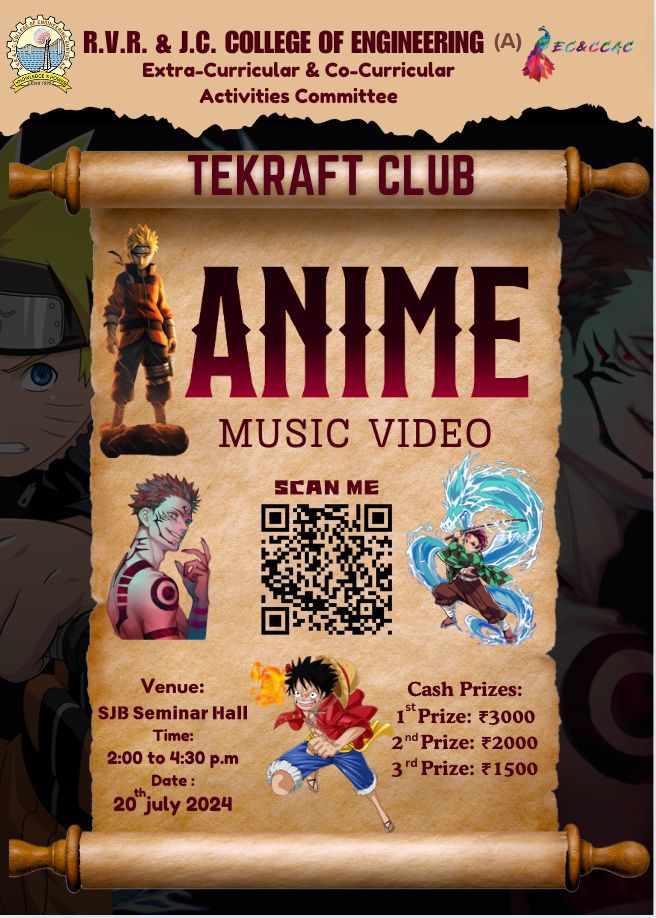 R.V.R. & J.C. COLLEGE OF ENGINEERING (A)
EC&CCAC
Extra-Curricular & Co-Curricular
Activities Committee
TEKRAFT CLUB
ANIME
MUSIC VIDEO
SCAN ME
Venue:
SJB Seminar Hall
Time:
2:00 to 4:30 p.m
Date :
20th july 2024
Cash Prizes:
1st Prize: ₹3000
2nd Prize: ₹2000
3rd Prize: ₹1500